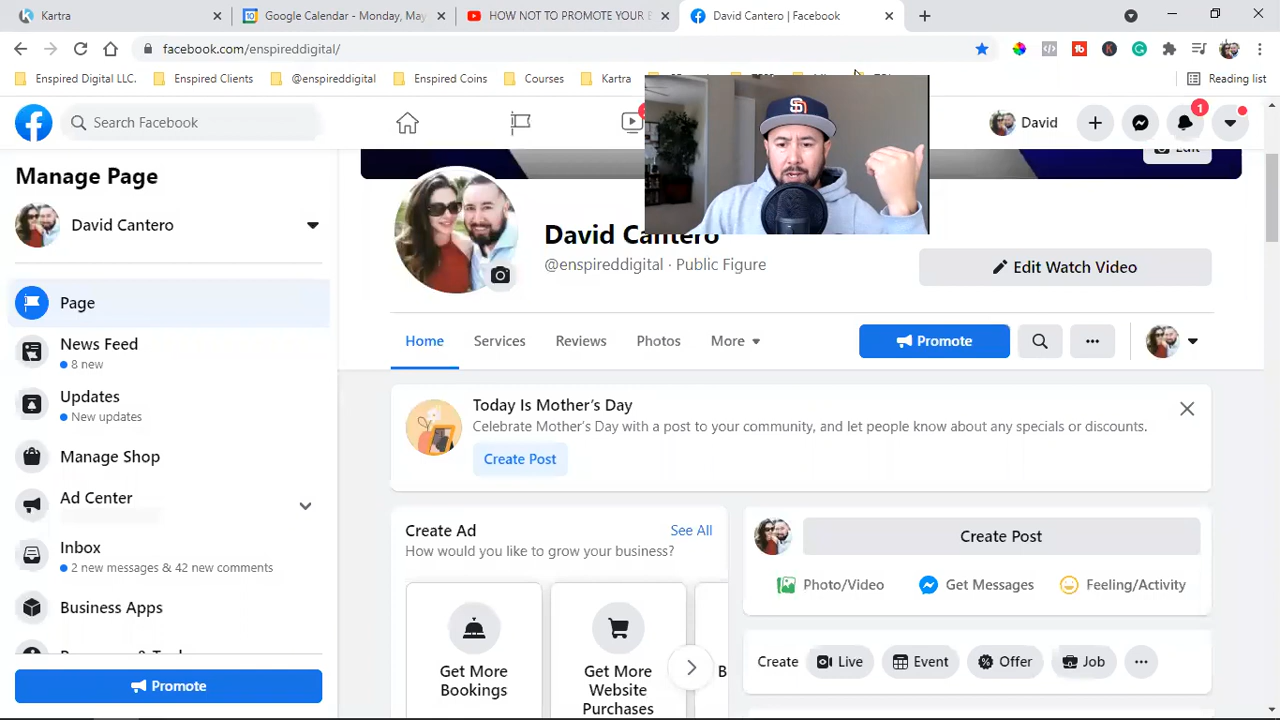 Kartra
Google Calendar - Monday, May
HOW NOT TO PROMOTE YOUR B
David Cantero | Facebook
facebook.com/enspireddigital/
Enspired Digital LLC.
Enspired Clients
@enspireddigital
Enspired Coins
Courses
Kartra
Reading list
Search Facebook
David
1
Edit
Manage Page
David Cantero
David Cantero
@enspireddigital · Public Figure
Edit Watch Video
Page
News Feed
8 new
Updates
New updates
Manage Shop
Ad Center
Inbox
2 new messages & 42 new comments
Business Apps
Promote
Home
Services
Reviews
Photos
More
Promote
Today Is Mother's Day
Celebrate Mother's Day with a post to your community, and let people know about any specials or discounts.
Create Post
Create Ad
See All
How would you like to grow your business?
Get More
Bookings
Get More
Website
Purchases
B
Create Post
Photo/Video
Get Messages
Feeling/Activity
Create
Live
Event
Offer
Job